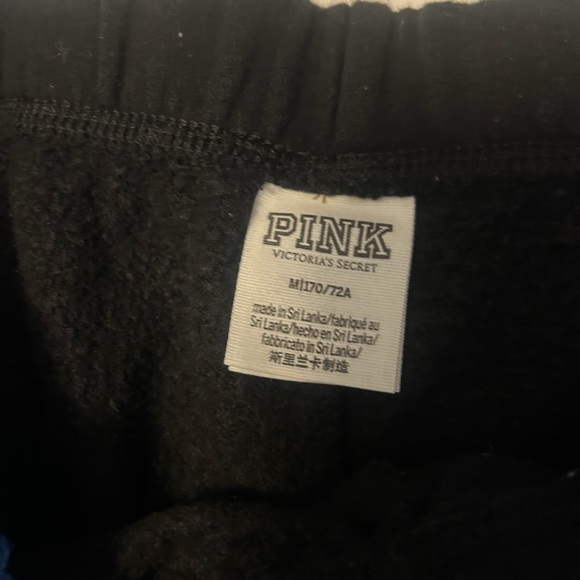 PINK
VICTORIA'S SECRET
M|170/72A
made in Sri Lanka/fabriqué au
Sri Lanka/hecho en Sri Lanka/
fabbricato in Sri Lanka/
斯里兰卡制造